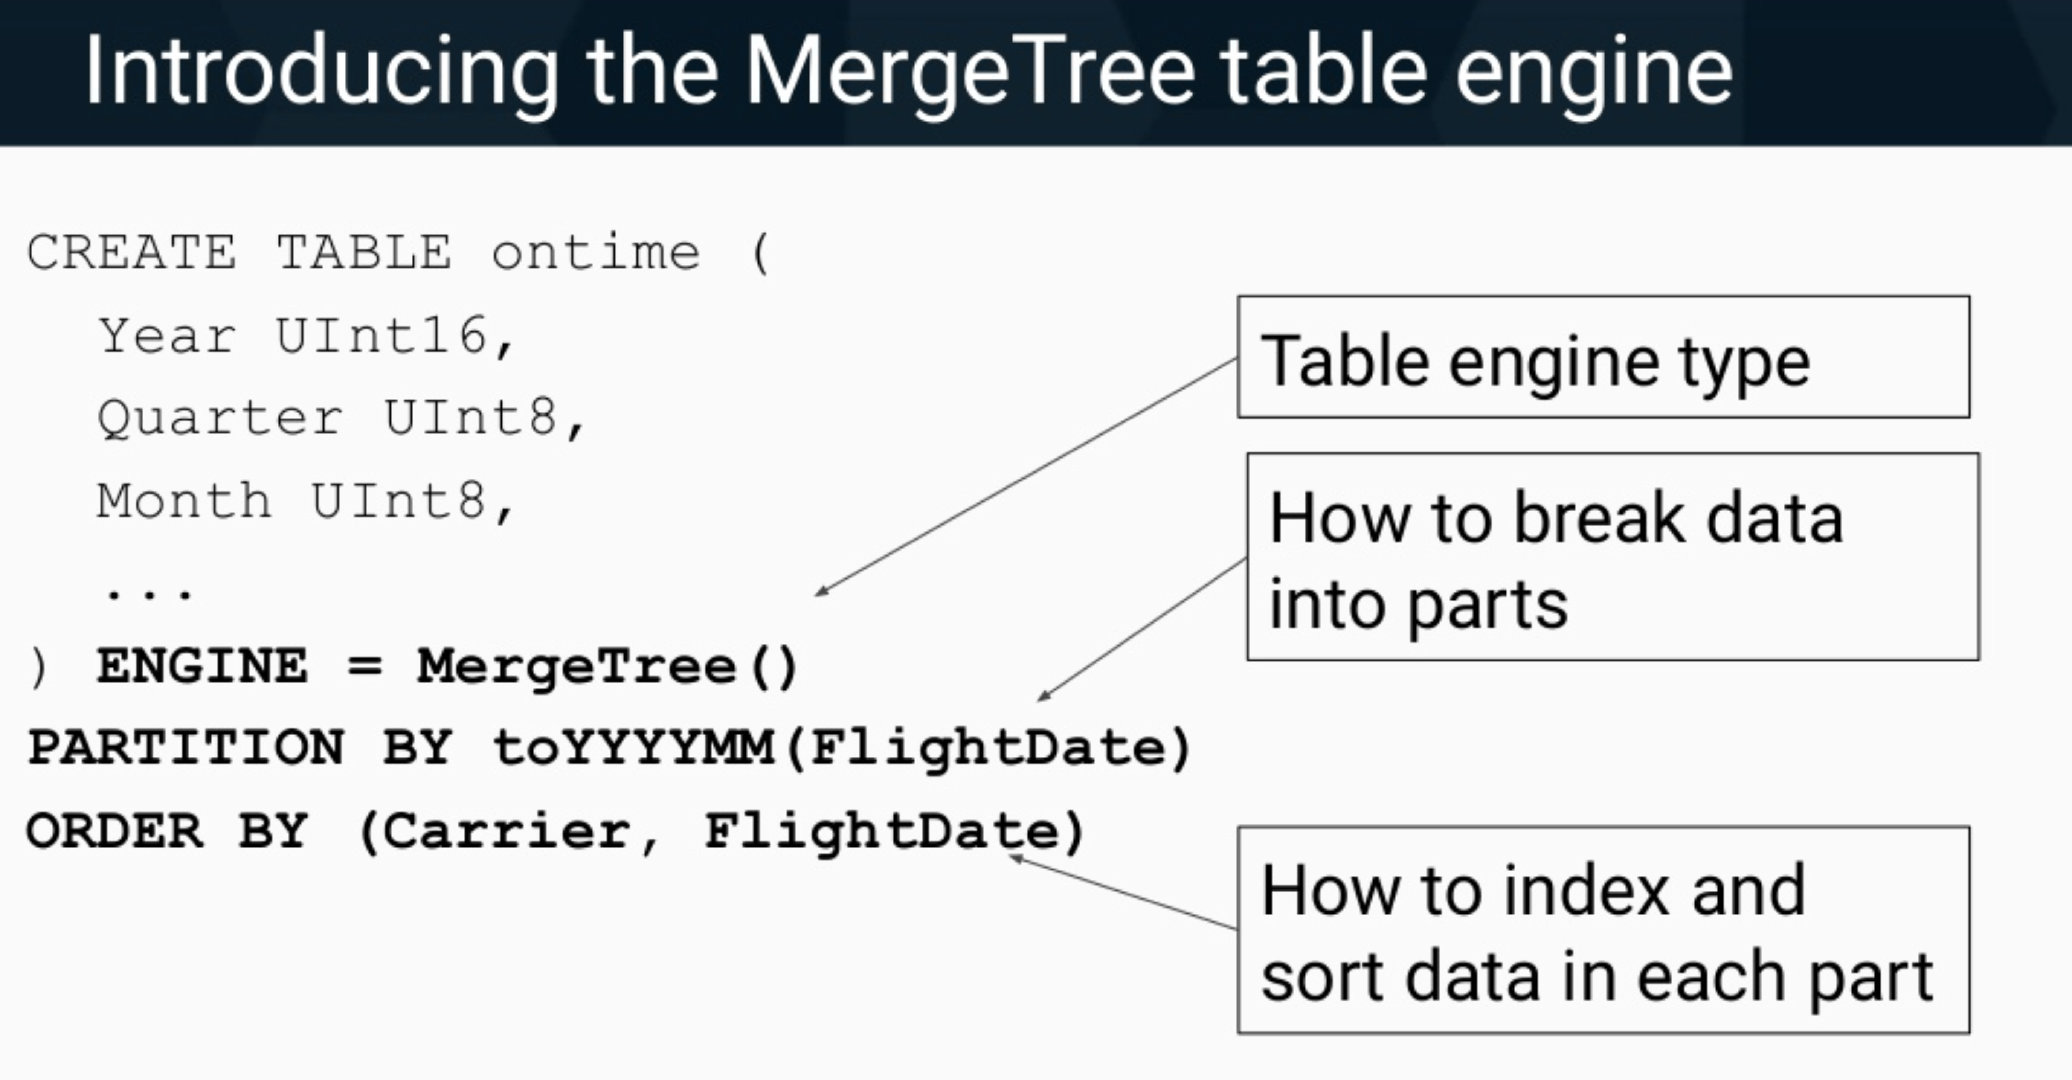 Introducing the MergeTree table engine
CREATE TABLE ontime (
Year UInt16,
Quarter UInt8,
Month UInt8,
...
) ENGINE = MergeTree()
PARTITION BY toYYYYMM(FlightDate)
ORDER BY (Carrier, FlightDate)
Table engine type
How to break data
into parts
How to index and
sort data in each part